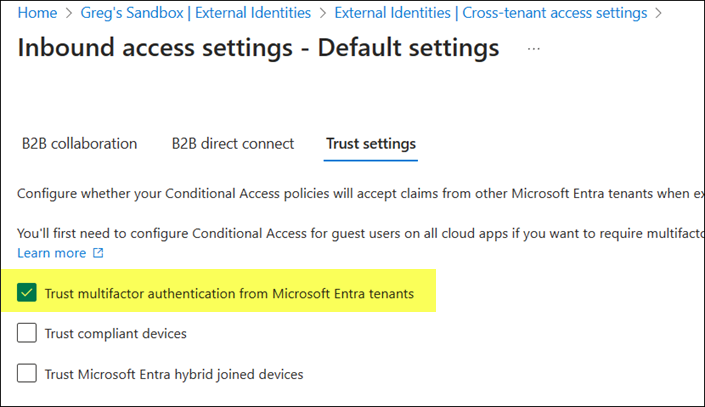 Home > Greg's Sandbox | External Identities > External Identities | Cross-tenant access settings >
Inbound access settings - Default settings ...
B2B collaboration B2B direct connect Trust settings
Configure whether your Conditional Access policies will accept claims from other Microsoft Entra tenants when
You'll first need to configure Conditional Access for guest users on all cloud apps if you want to require
Learn more
Trust multifactor authentication from Microsoft Entra tenants
Trust compliant devices
Trust Microsoft Entra hybrid joined devices